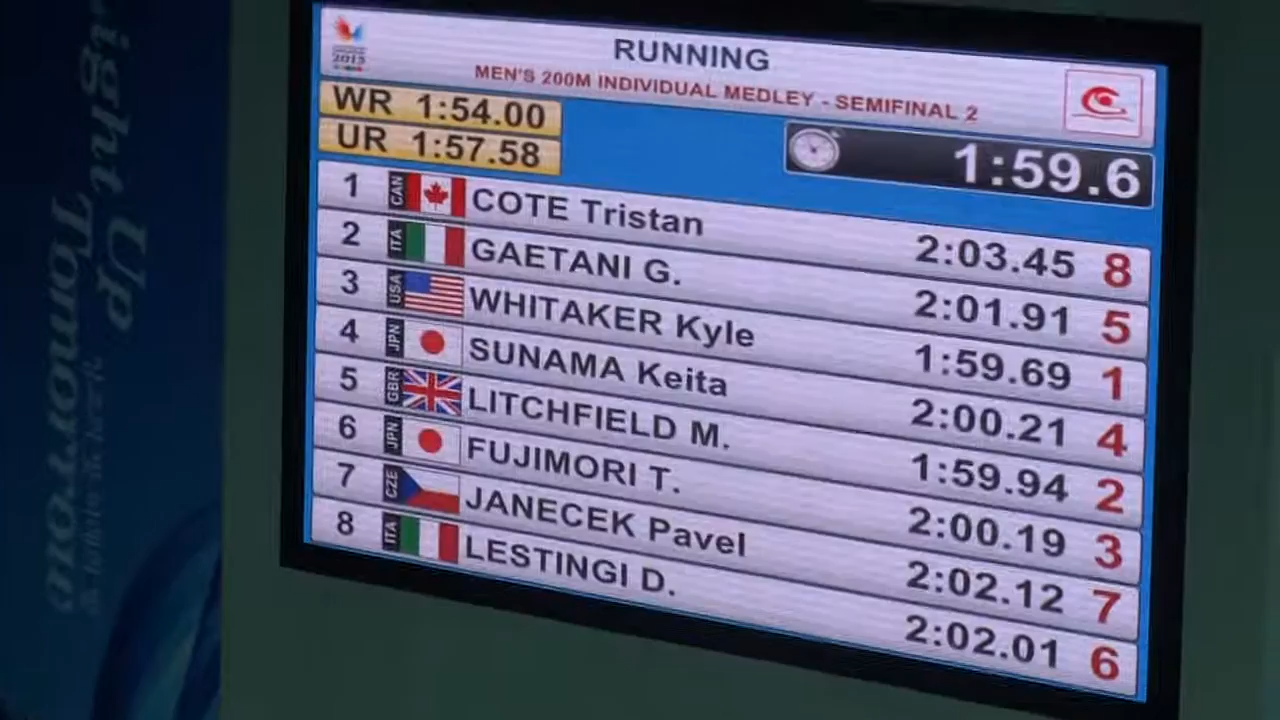 2015
RUNNING
MEN'S 200M INDIVIDUAL MEDLEY - SEMIFINAL 2
WR 1:54.00
UR 1:57.58
1:59.6
1 CAN COTE Tristan 2:03.45 8
2 ITA GAETANI G. 2:01.91 5
3 USA WHITAKER Kyle 1:59.69 1
4 JPN SUNAMA Keita 2:00.21 4
5 GBR LITCHFIELD M. 1:59.94 2
6 JPN FUJIMORI T. 2:00.19 3
7 CZE JANECEK Pavel 2:02.12 7
8 ITA LESTINGI D. 2:02.01 6
Light Up
Tomorrow